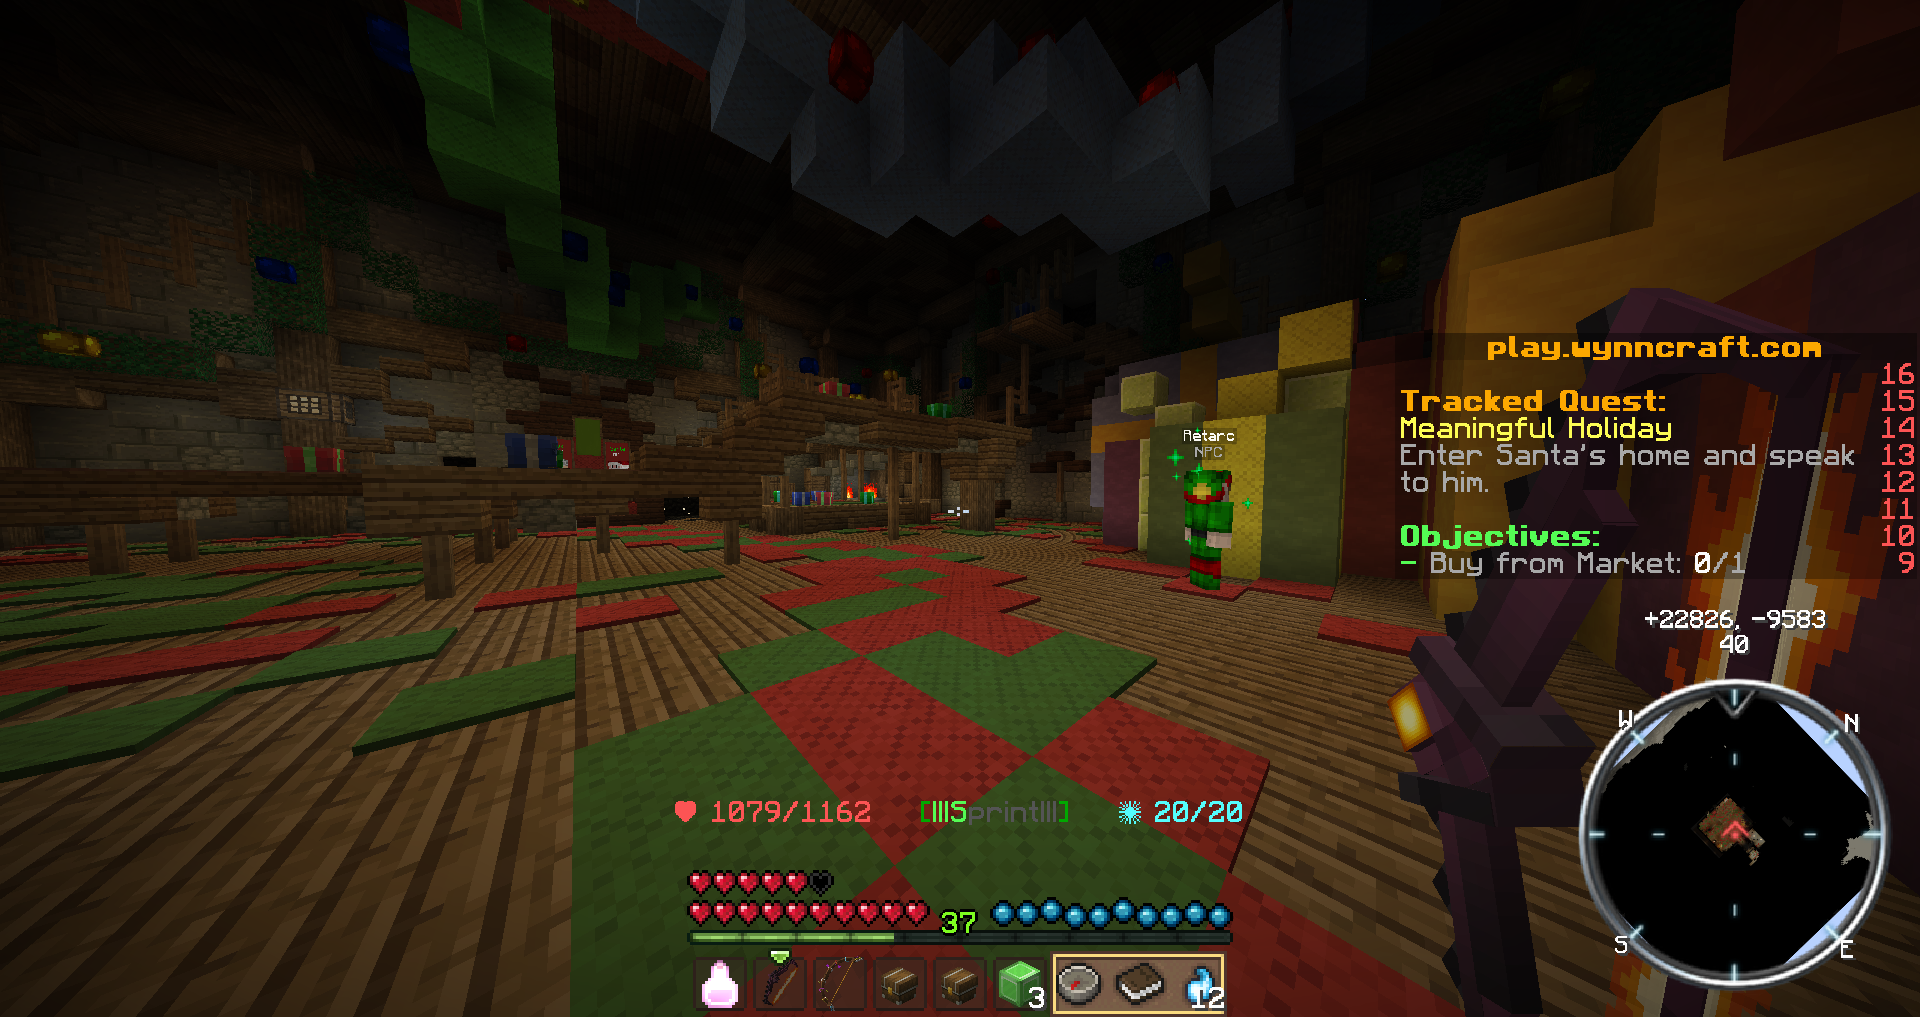 play.wynncraft.com
16
Tracked Quest: 15
Meaningful Holiday 14
Enter Santa's home and speak 13
to him. 12
11
Objectives: 10
- Buy from Market: 0/1 9
Retarc
NPC
+22826, -9583
40
W N
S E
1079/1162 [|||Sprint|||] 20/20
37
3 12